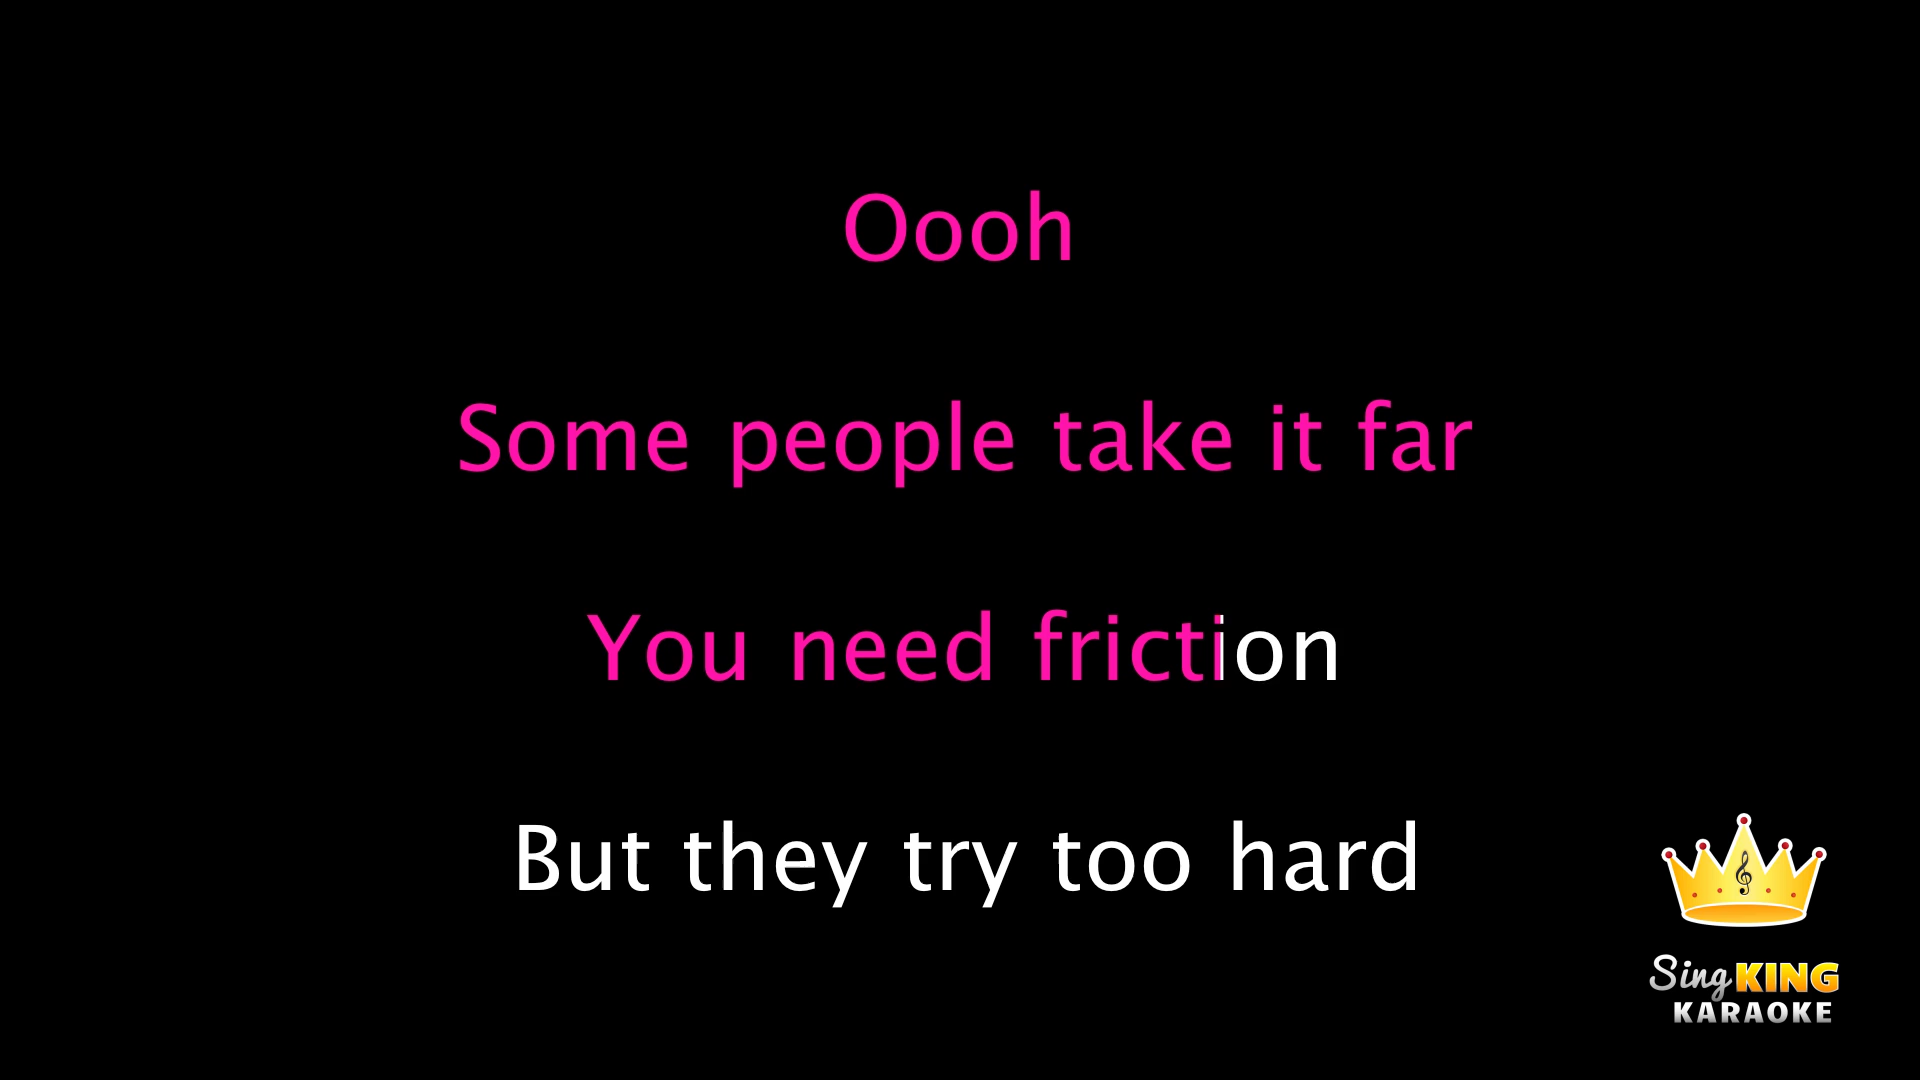 Oooh
Some people take it far
You need friction
But they try too hard
Sing KING
KARAOKE